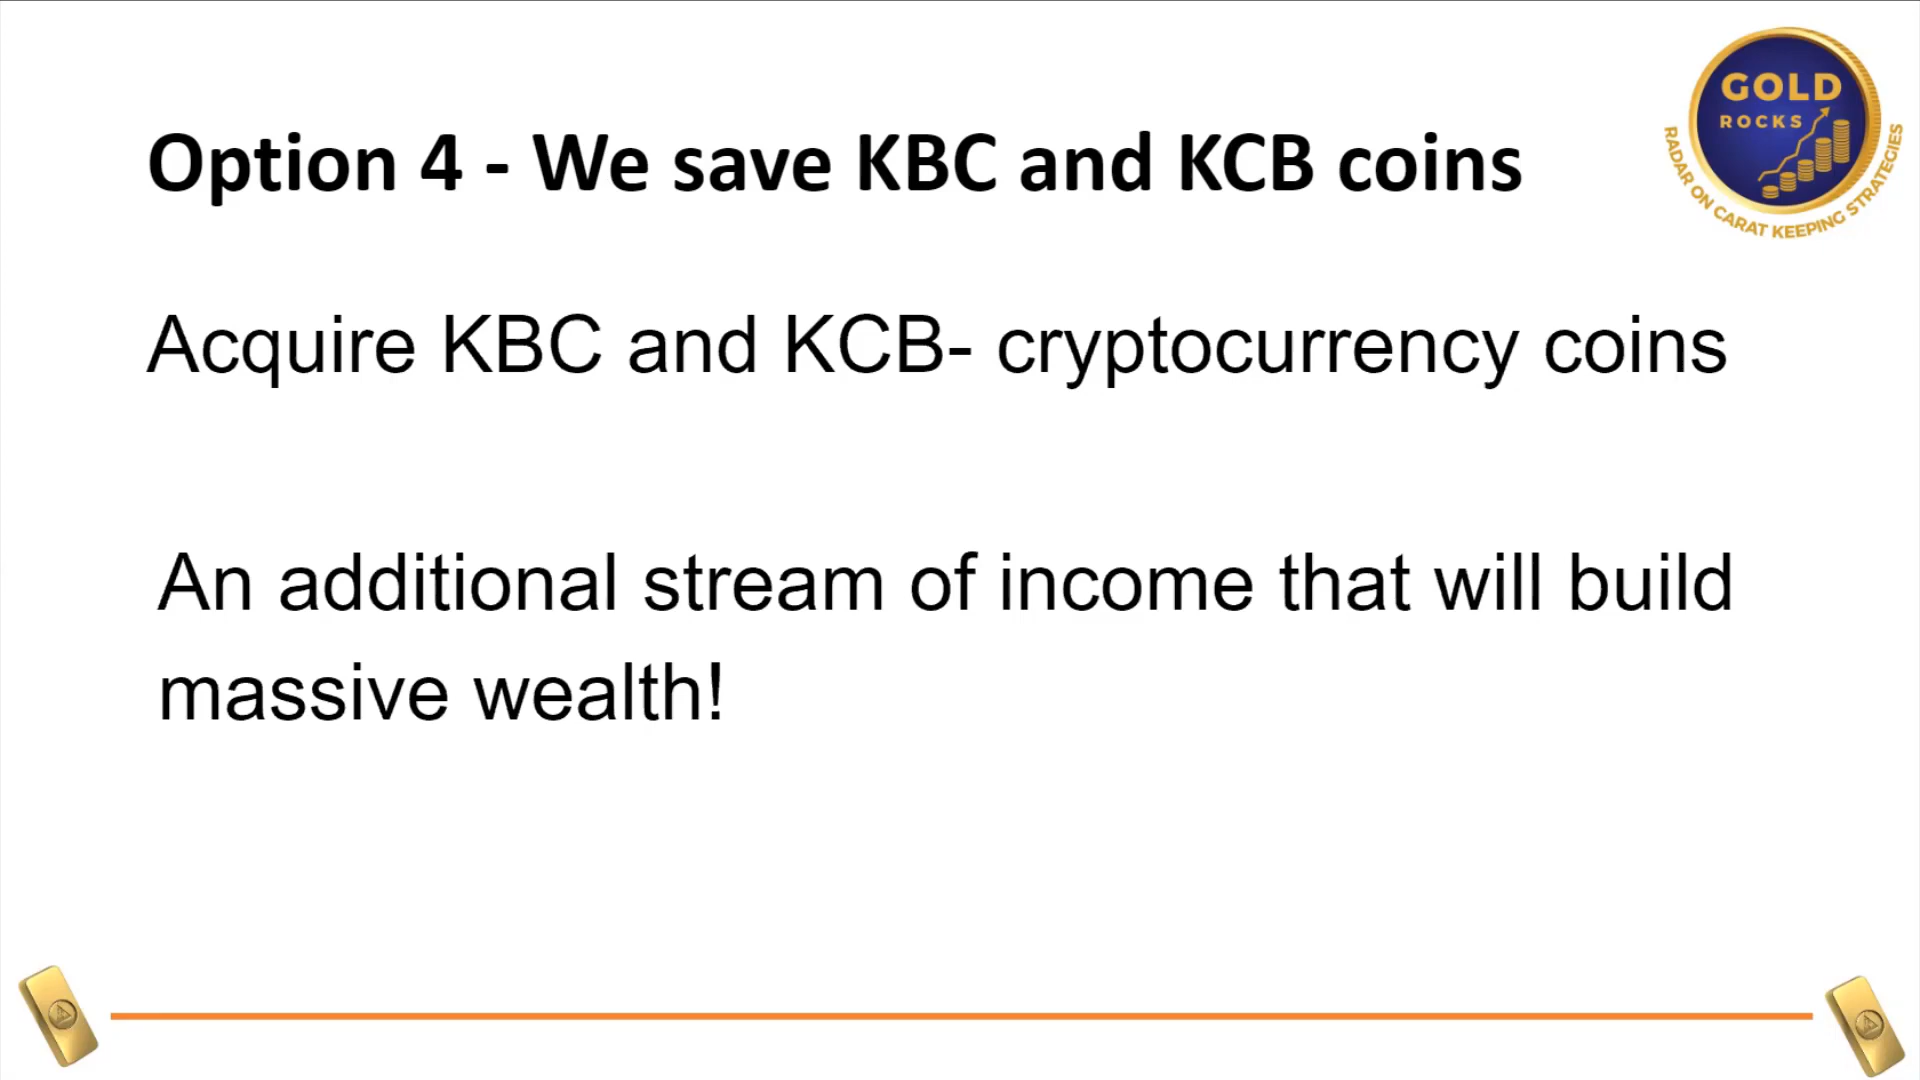 Option 4 - We save KBC and KCB coins
GOLD
ROCKS
RADAR ON CARAT KEEPING STRATEGIES
Acquire KBC and KCB- cryptocurrency coins
An additional stream of income that will build
massive wealth!